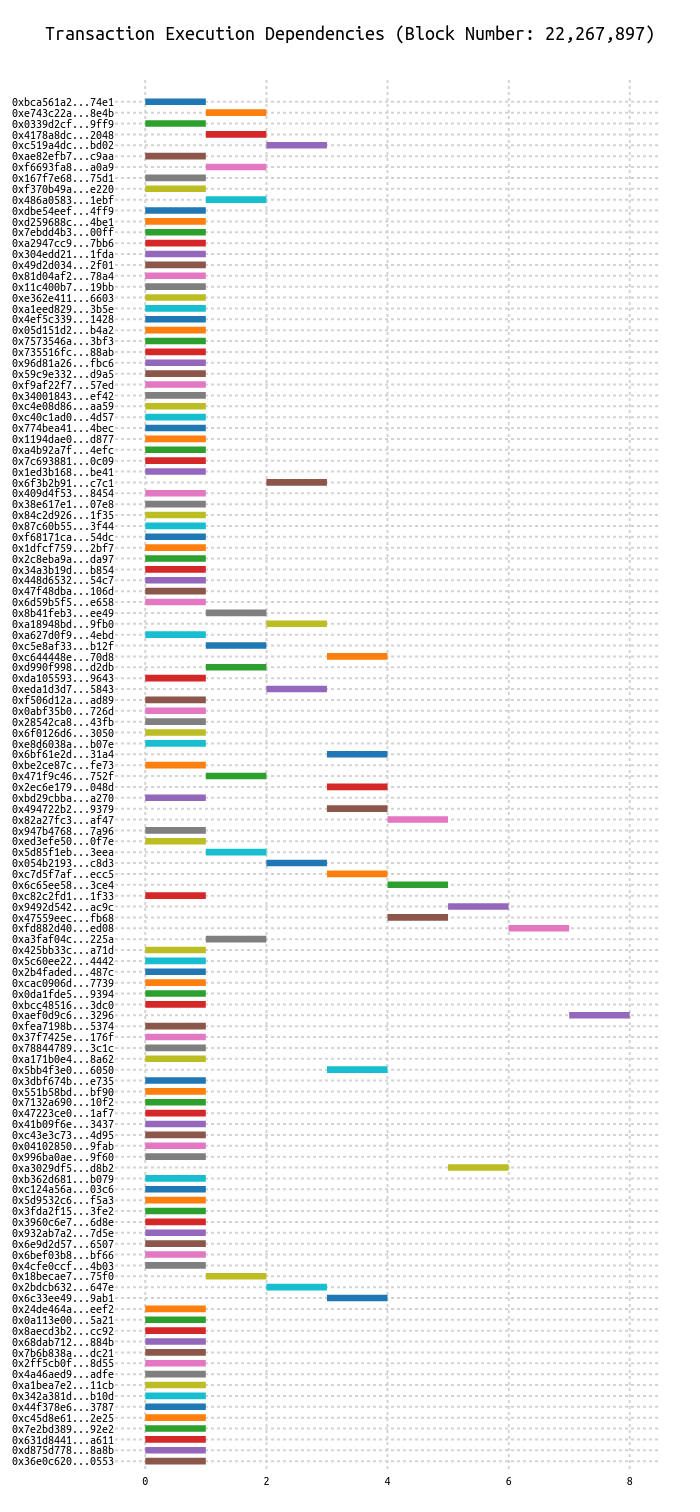 Transaction Execution Dependencies (Block Number: 22,267,897)
0xbca561a2...74e1
0xe743c22a...8e4b
0x0339d2cf...9ff9
0x4178a8dc...2048
0xc519a4dc...bd02
0xae82efb7...c9aa
0xf6693fa8...a0a9
0x167f7e68...75d1
0xf370b49a...e220
0x486a0583...1ebf
0xdbe54eef...4ff9
0xd259688c...4be1
0x7ebdd4b3...00ff
0xa2947cc9...7bb6
0x304edd21...1fda
0x49d2d034...2f01
0x81d04af2...78a4
0x11c400b7...19bb
0xe362e411...6603
0xa1eed829...3b5e
0x4ef5c339...1428
0x05d151d2...b4a2
0x7573546a...3bf3
0x735516fc...88ab
0x96d81a26...fbc6
0x59c9e332...d9a5
0xf9af22f7...57ed
0x34001843...ef42
0xc4e08d86...aa59
0xc40c1ad0...4d57
0x774bea41...4bec
0x1194dae0...d877
0xa4b92a7f...4efc
0x7c693881...0c09
0x1ed3b168...be41
0x6f3b2b91...c7c1
0x409d4f53...8454
0x38e617e1...07e8
0x84c2d926...1f35
0x87c60b55...3f44
0xf68171ca...54dc
0x1dfcf759...2bf7
0x2c8eba9a...da97
0x34a3b19d...b854
0x448d6532...54c7
0x47f48dba...106d
0x6d59b5f5...e658
0x8b41feb3...ee49
0xa18948bd...9fb0
0xa627d0f9...4ebd
0xc5e8af33...b12f
0xc644448e...70d8
0xd990f998...d2db
0xda105593...9643
0xeda1d3d7...5843
0xf506d12a...ad89
0x0abf35b0...726d
0x28542ca8...43fb
0x6f0126d6...3050
0xe8d6038a...b07e
0x6bf61e2d...31a4
0xbe2ce87c...fe73
0x471f9c46...752f
0x2ec6e179...048d
0xbd29cbba...a270
0x494722b2...9379
0x82a27fc3...af47
0x947b4768...7a96
0xed3efe50...0f7e
0x5d85f1eb...3eea
0x054b2193...c8d3
0xc7d5f7af...ecc5
0x6c65ee58...3ce4
0xc82c2fd1...1f33
0x9492d542...ac9c
0x47559eec...fb68
0xfd882d40...ed08
0xa3faf04c...225a
0x425bb33c...a71d
0x5c60ee22...4442
0x2b4faded...487c
0xcac0906d...7739
0x0da1fde5...9394
0xbcc48516...3dc0
0xaef0d9c6...3296
0xfea7198b...5374
0x37f7425e...176f
0x78844789...3c1c
0xa171b0e4...8a62
0x5bb4f3e0...6050
0x3dbf674b...e735
0x551b58bd...bf90
0x7132a690...10f2
0x47223ce0...1af7
0x41b09f6e...3437
0xc43e3c73...4d95
0x04102850...9fab
0x996ba0ae...9f60
0xa3029df5...d8b2
0xb362d681...b079
0xc124a56a...03c6
0x5d9532c6...f5a3
0x3fda2f15...3fe2
0x3960c6e7...6d8e
0x932ab7a2...7d5e
0x6e9d2d57...6507
0x6bef03b8...bf66
0x4cfe0ccf...4b03
0x18becae7...75f0
0x2bdcb632...647e
0x6c33ee49...9ab1
0x24de464a...eef2
0x0a113e00...5a21
0x8aecd3b2...cc92
0x68dab712...884b
0x7b6b838a...dc21
0x2ff5cb0f...8d55
0x4a46aed9...adfe
0xa1bea7e2...11cb
0x342a381d...b10d
0x44f378e6...3787
0xc45d8e61...2e25
0x7e2bd389...92e2
0x631d8441...a611
0xd875d778...8a8b
0x36e0c620...0553
0 2 4 6 8